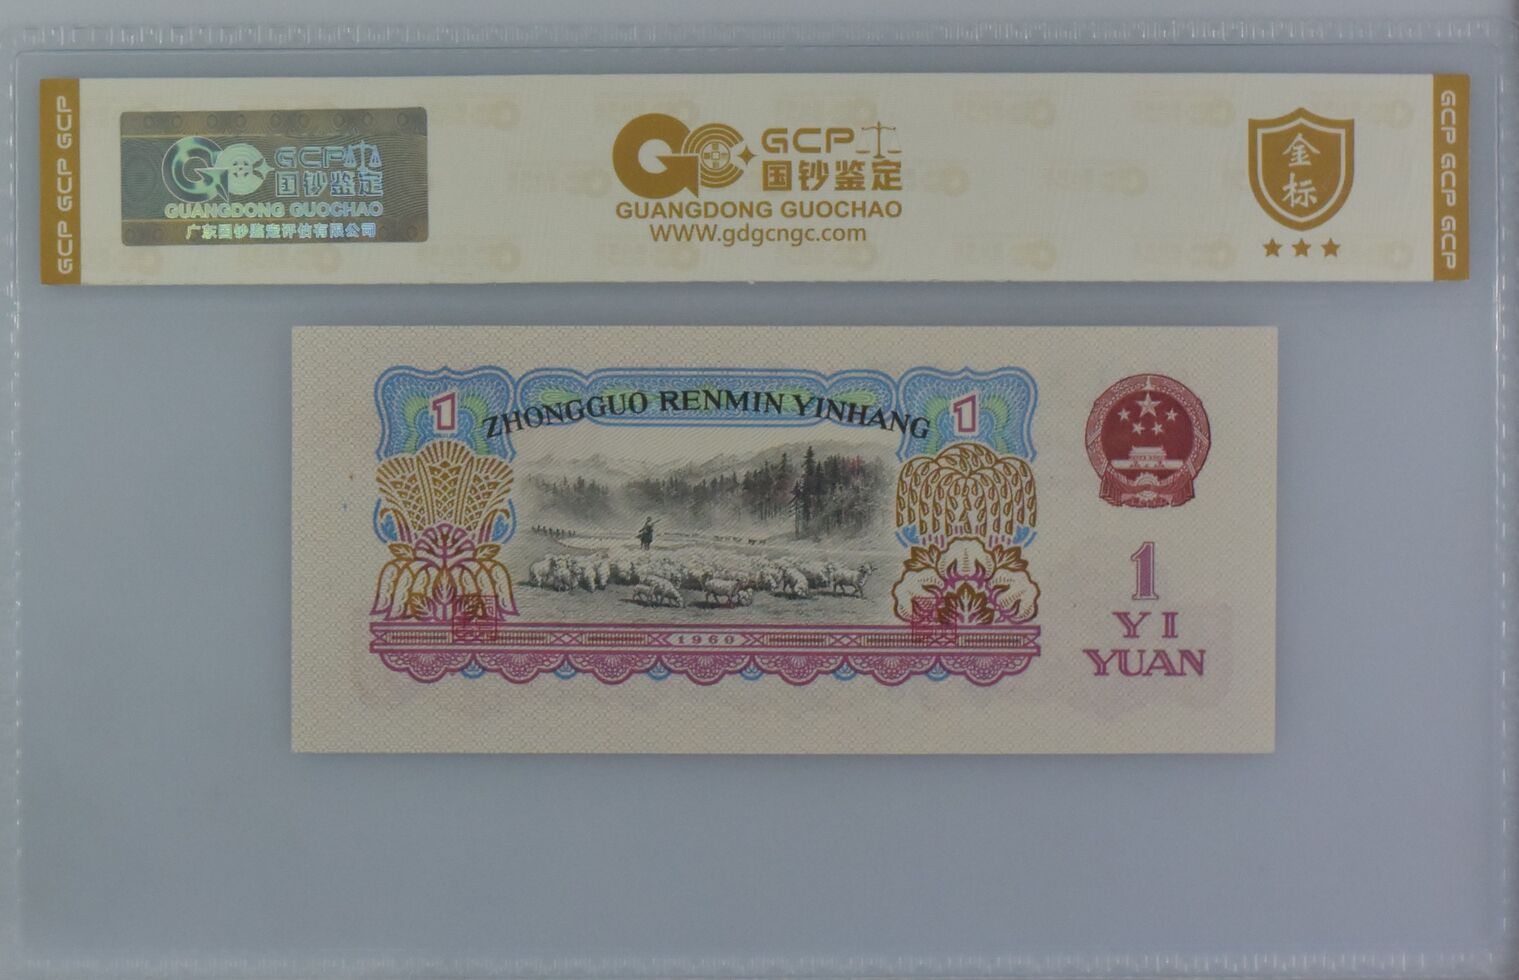 GCP GCP GCP
GCP
国钞鉴定
GUANGDONG GUOCHAO
广东国钞鉴定评估有限公司
GCP
国钞鉴定
GUANGDONG GUOCHAO
WWW.gdgcngc.com
金
标
GCP GCP GCP
1
ZHONGGUO RENMIN YINHANG
1
1960
1
YI
YUAN